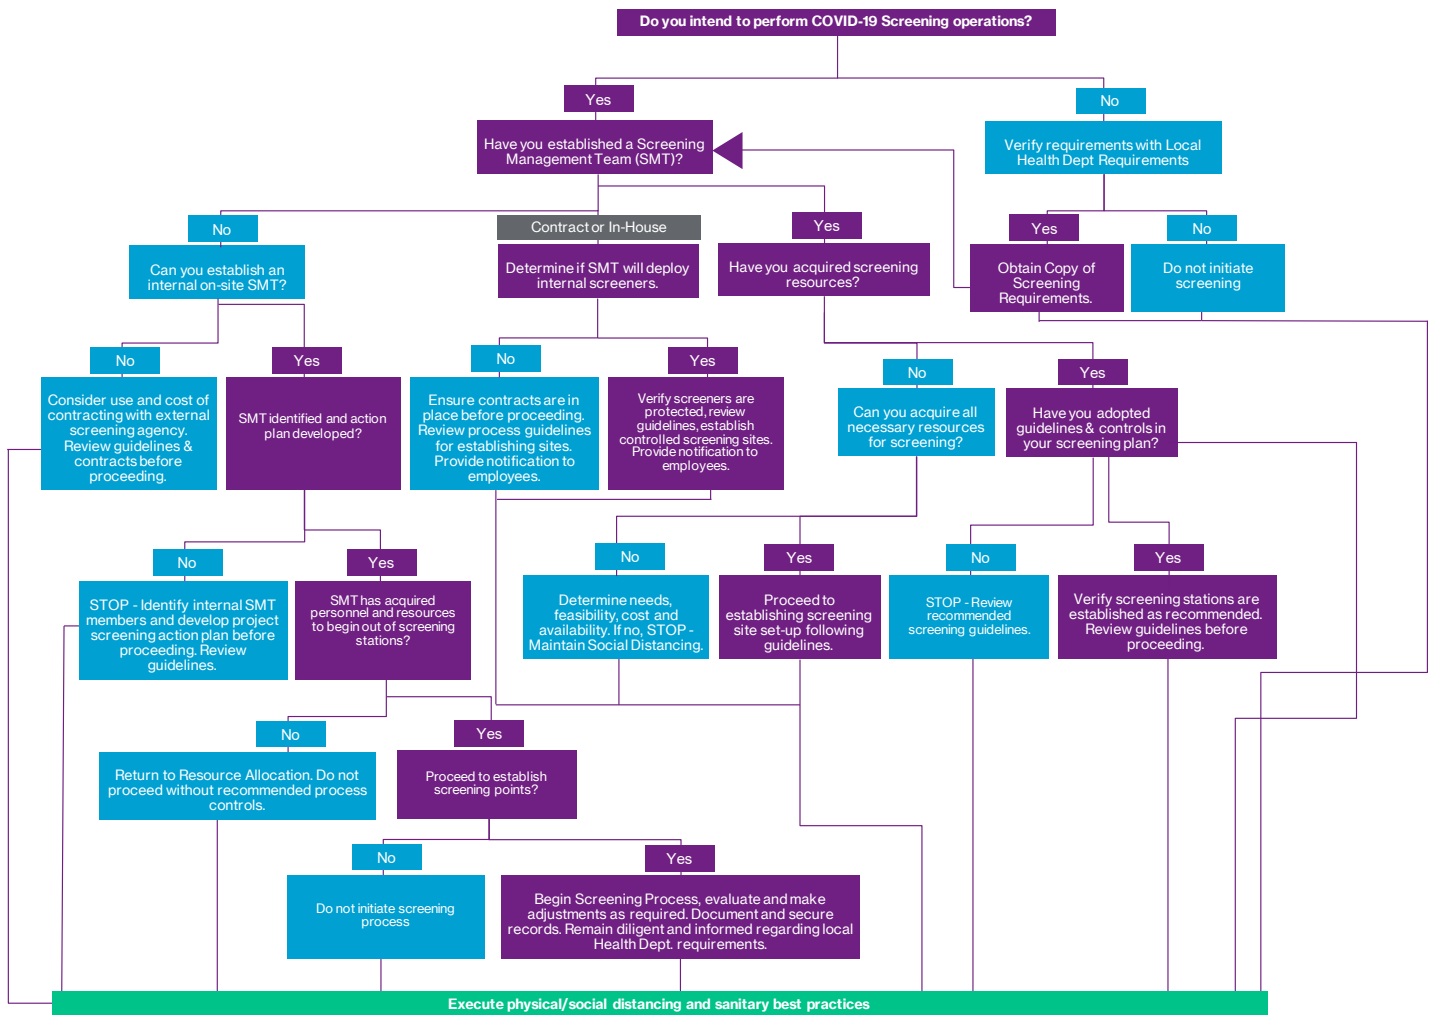 Do you intend to perform COVID-19 Screening operations?
Yes
No
Have you established a Screening
Management Team (SMT)?
Verify requirements with Local
Health Dept Requirements
No
Contract or In-House
Yes
Yes
No
Can you establish an
internal on-site SMT?
Determine if SMT will deploy
internal screeners.
Have you acquired screening
resources?
Obtain Copy of
Screening
Requirements.
Do not initiate
screening
No
Yes
No
Yes
No
Yes
Consider use and cost of
contracting with external
screening agency.
Review guidelines &
contracts before
proceeding.
SMT identified and action
plan developed?
Ensure contracts are in
place before proceeding.
Review process guidelines
for establishing sites.
Provide notification to
employees.
Verify screeners are
protected, review
guidelines, establish
controlled screening sites.
Provide notification to
employees.
Can you acquire all
necessary resources
for screening?
Have you adopted
guidelines & controls in
your screening plan?
No
Yes
No
Yes
No
Yes
STOP - Identify internal SMT
members and develop project
screening action plan before
proceeding. Review
guidelines.
SMT has acquired
personnel and resources
to begin out of screening
stations?
Determine needs,
feasibility, cost and
availability. If no, STOP -
Maintain Social Distancing.
Proceed to
establishing screening
site set-up following
guidelines.
STOP - Review
recommended
screening guidelines.
Verify screening stations are
established as recommended.
Review guidelines before
proceeding.
No
Yes
Return to Resource Allocation. Do not
proceed without recommended process
controls.
Proceed to establish
screening points?
No
Yes
Do not initiate screening
process
Begin Screening Process, evaluate and make
adjustments as required. Document and secure
records. Remain diligent and informed regarding local
Health Dept. requirements.
Execute physical/social distancing and sanitary best practices